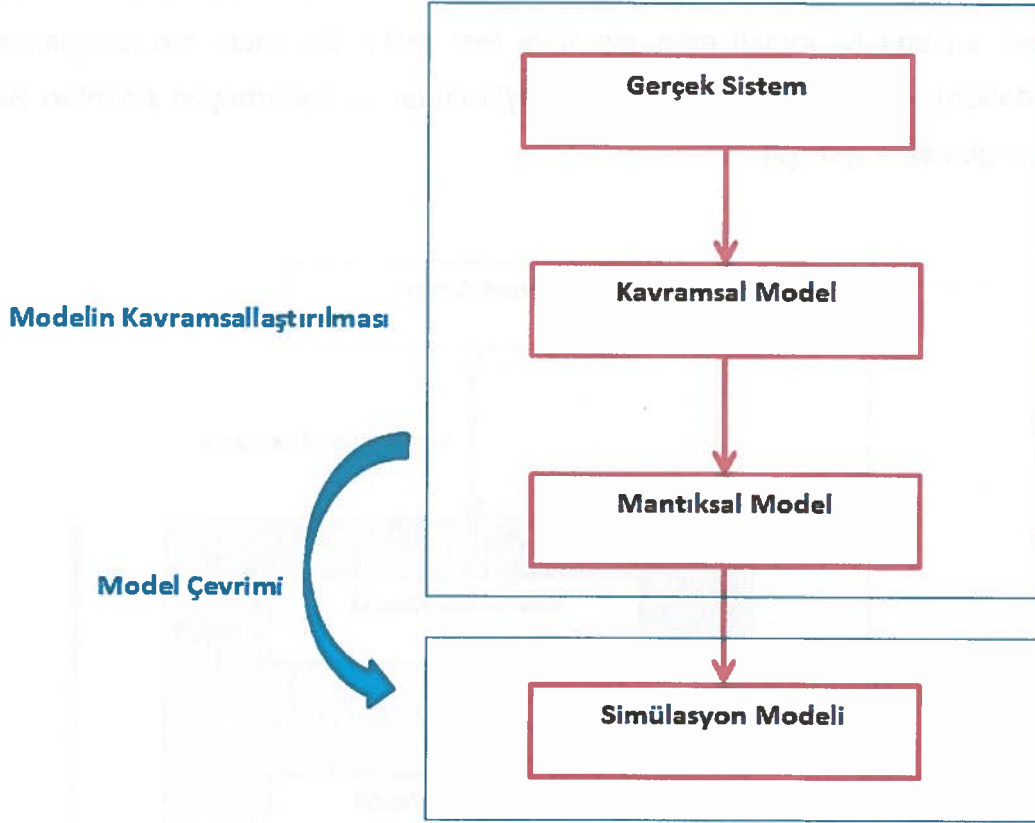 Gerçek Sistem
Kavramsal Model
Modelin Kavramsallaştırılması
Mantıksal Model
Model Çevrimi
Simülasyon Modeli